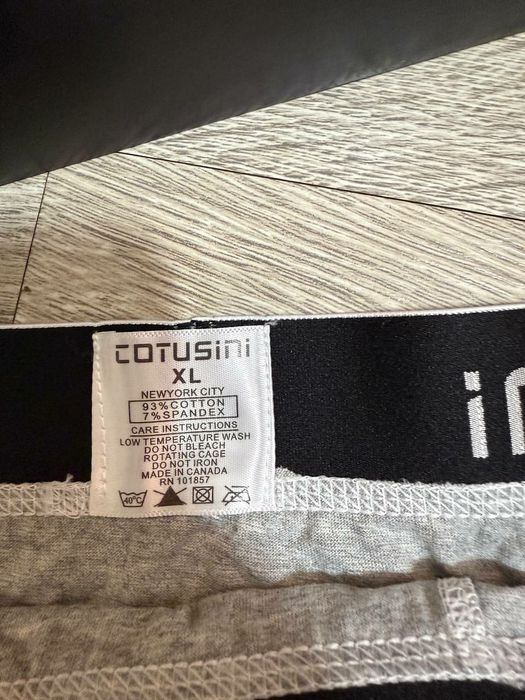 COTUSini
XL
NEWYORK CITY
93%COTTON
7%SPANDEX
CARE INSTRUCTIONS
LOW TEMPERATURE WASH
DO NOT BLEACH
ROTATING CAGE
DO NOT IRON
MADE IN CANADA
RN 101857
40℃